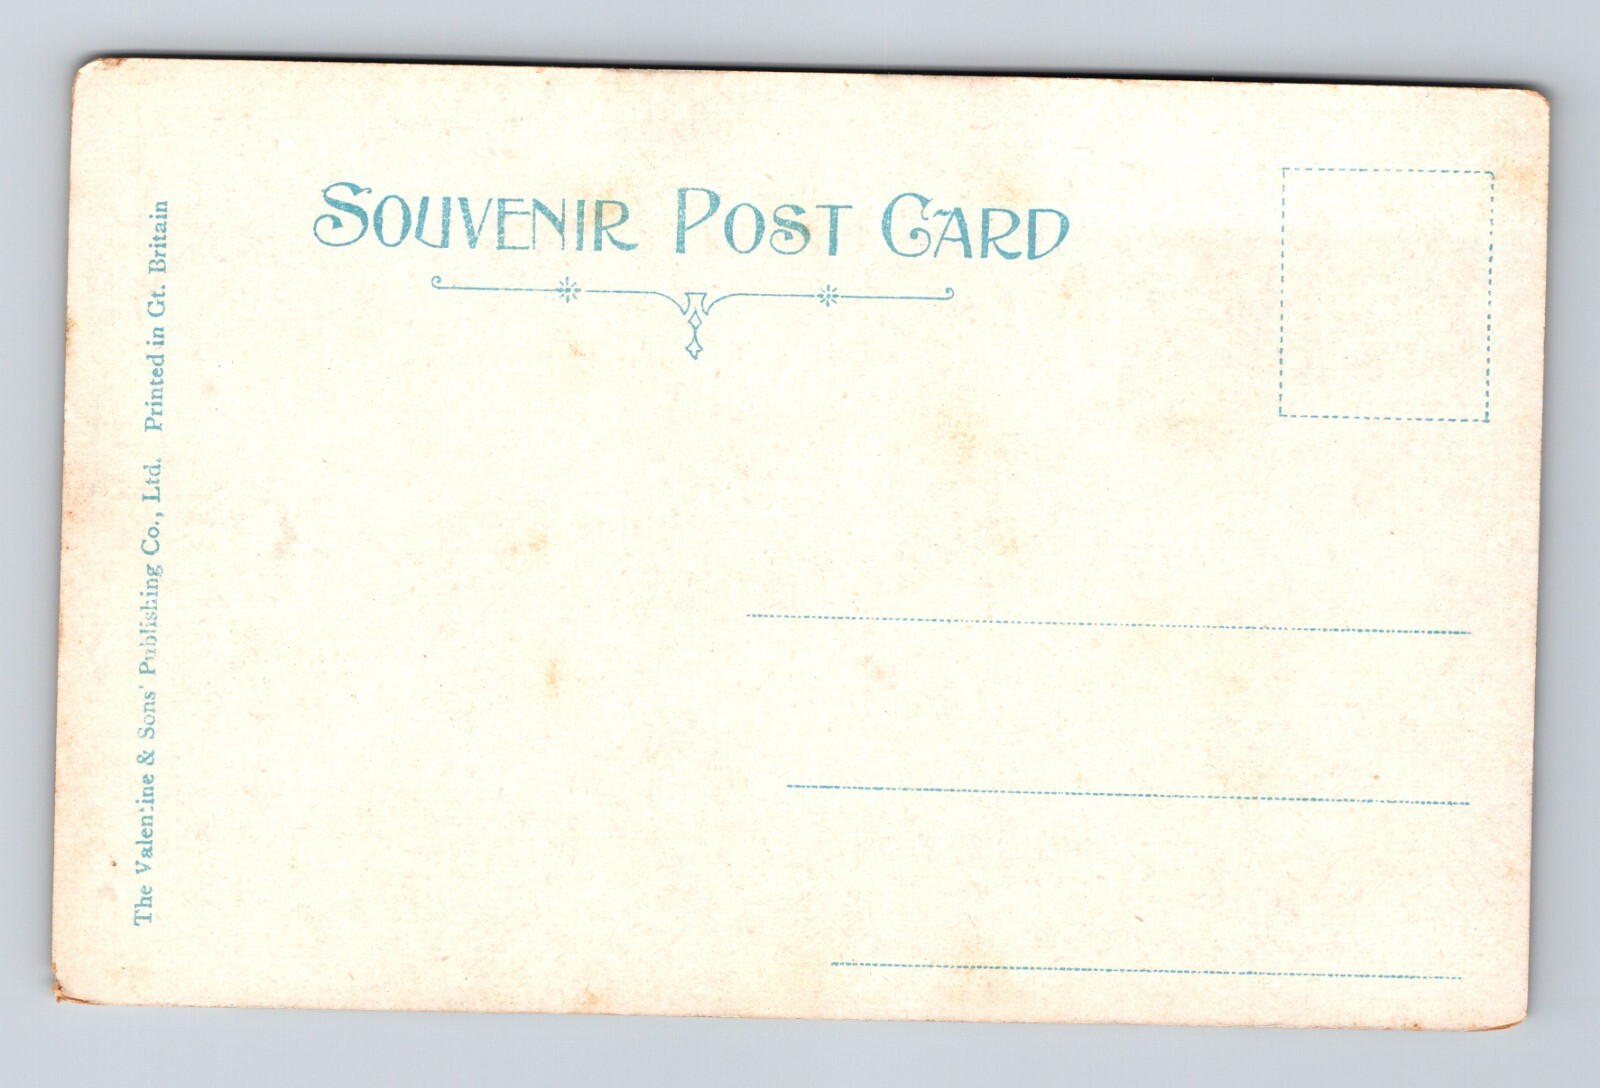 SOUVENIR POST CARD
The Valentine & Sons' Publishing Co., Ltd. Printed in Gt. Britain